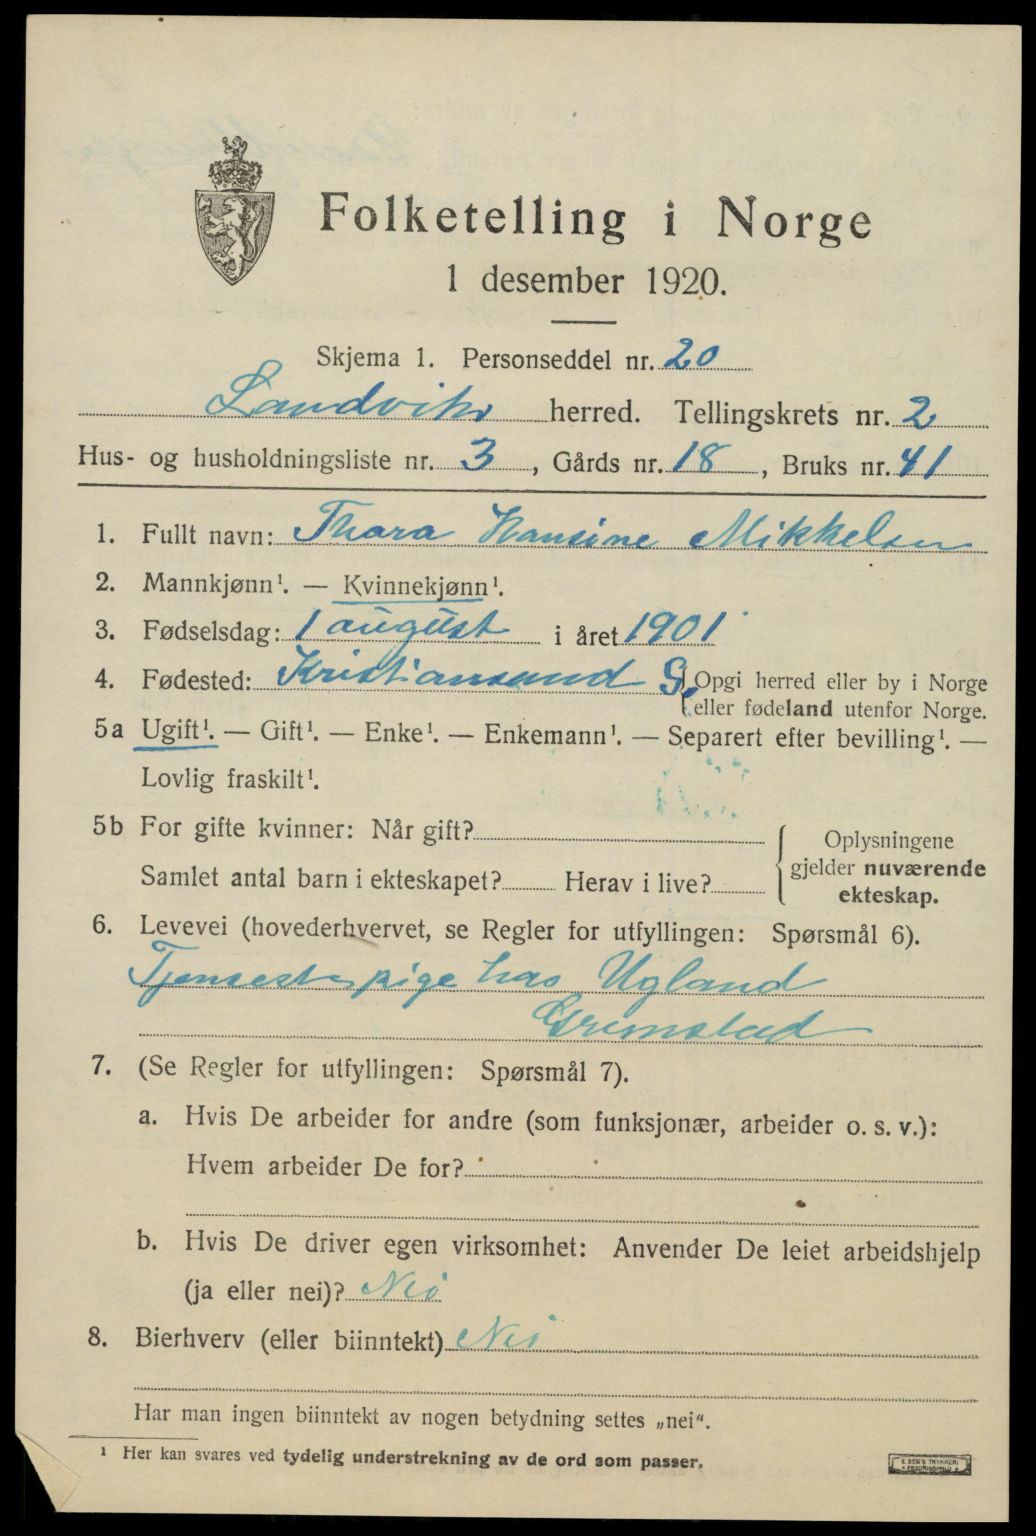 Folketelling i Norge
1 desember 1920.
Skjema 1. Personseddel nr. 20
Landvik herred. Tellingskrets nr. 2
Hus- og husholdningsliste nr. 3, Gårds nr. 18, Bruks nr. 41
1. Fullt navn: Thora Hansine Mikkelsen
2. Mannkjønn¹. — Kvinnekjønn¹.
3. Fødselsdag: 1 august i året 1901
4. Fødested: Kristiansund S. {Opgi herred eller by i Norge
eller fødeland utenfor Norge.
5a Ugift¹. — Gift¹. — Enke¹. — Enkemann¹. — Separert efter bevilling¹. —
Lovlig fraskilt¹.
5b For gifte kvinner: Når gift?
Samlet antal barn i ekteskapet? Herav i live?
Oplysningene
gjelder nuværende
ekteskap.
6. Levevei (hovederhvervet, se Regler for utfyllingen: Spørsmål 6).
Tjenestepige hos Ugland
Grimstad
7. (Se Regler for utfyllingen: Spørsmål 7).
a. Hvis De arbeider for andre (som funksjonær, arbeider o. s. v.):
Hvem arbeider De for?
b. Hvis De driver egen virksomhet: Anvender De leiet arbeidshjelp
(ja eller nei)? Nei
8. Bierhverv (eller biinntekt) Nei
Har man ingen biinntekt av nogen betydning settes „nei“.
¹ Her kan svares ved tydelig understrekning av de ord som passer.